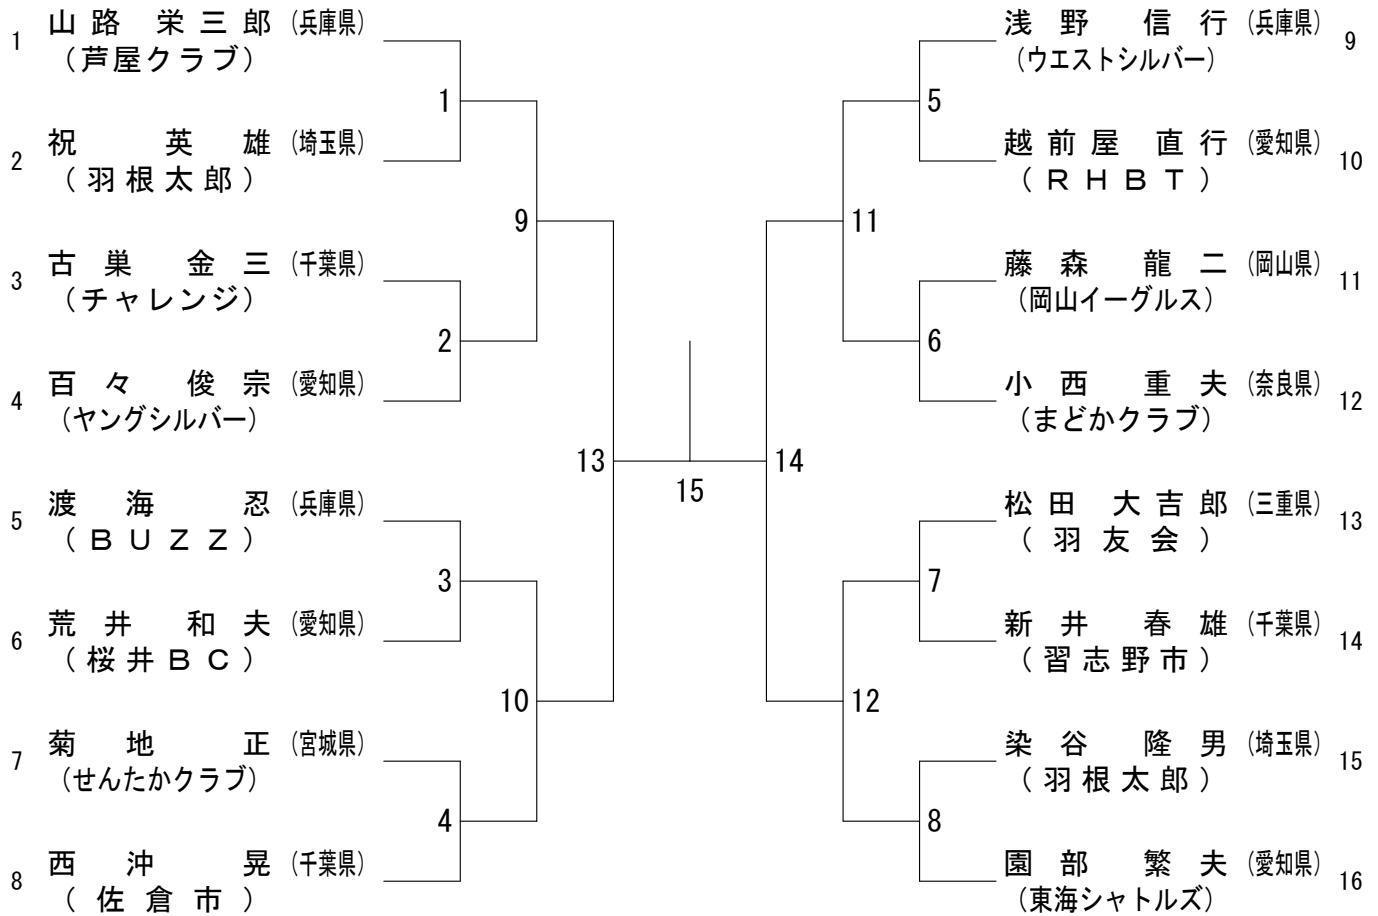 1 山路 栄三郎 (兵庫県)
(芦屋クラブ)
1
2 祝 英雄 (埼玉県)
(羽根太郎)
9
3 古巣 金三 (千葉県)
(チャレンジ)
2
4 百々 俊宗 (愛知県)
(ヤングシルバー)
13
5 渡海 忍 (兵庫県)
(BUZZ)
3
6 荒井 和夫 (愛知県)
(桜井BC)
10
7 菊地 正 (宮城県)
(せんたかクラブ)
4
8 西沖 晃 (千葉県)
(佐倉市)
15
浅野 信行 (兵庫県) 9
(ウエストシルバー)
5
越前屋 直行 (愛知県) 10
(RHBT)
11
藤森 龍二 (岡山県) 11
(岡山イーグルス)
6
小西 重夫 (奈良県) 12
(まどかクラブ)
14
松田 大吉郎 (三重県) 13
(羽友会)
7
新井 春雄 (千葉県) 14
(習志野市)
12
染谷 隆男 (埼玉県) 15
(羽根太郎)
8
園部 繁夫 (愛知県) 16
(東海シャトルズ)